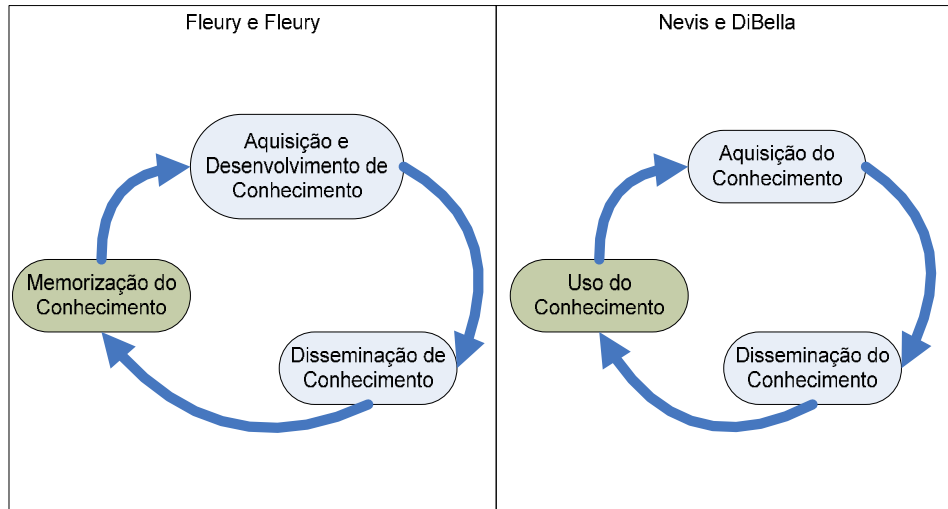 Fleury e Fleury
Aquisição e
Desenvolvimento de
Conhecimento
Memorização do
Conhecimento
Disseminação de
Conhecimento
Nevis e DiBella
Aquisição do
Conhecimento
Uso do
Conhecimento
Disseminação do
Conhecimento